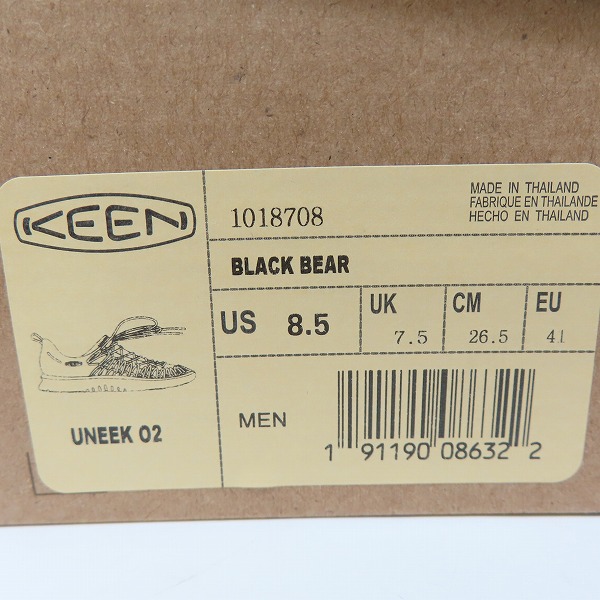 KEEN
1018708
MADE IN THAILAND
FABRIQUE EN THAILANDE
HECHO EN THAILAND
BLACK BEAR
US 8.5
UK 7.5
CM 26.5
EU 41
UNEEK O2
MEN
1 91190 08632 2